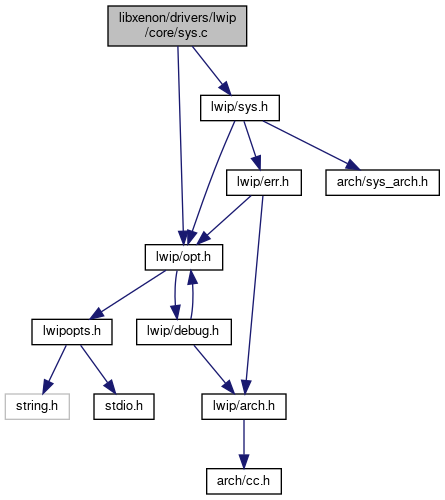 libxenon/drivers/lwip
/core/sys.c
lwip/sys.h
lwip/err.h
arch/sys_arch.h
lwip/opt.h
lwipopts.h
lwip/debug.h
string.h
stdio.h
lwip/arch.h
arch/cc.h